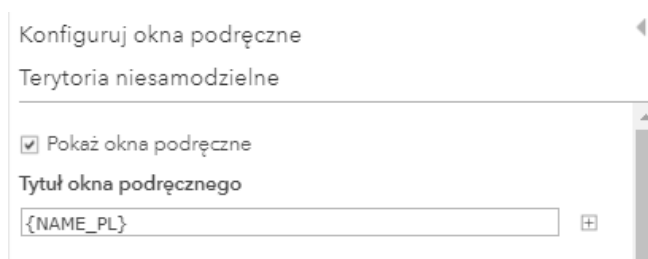 Konfiguruj okna podręczne
Terytoria niesamodzielne
Pokaż okna podręczne
Tytuł okna podręcznego
{NAME_PL}